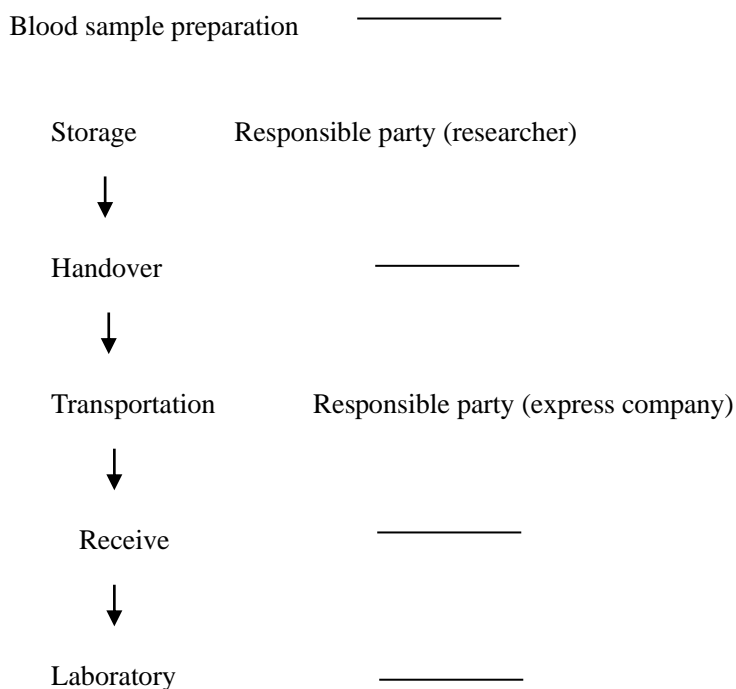 Blood sample preparation
Storage Responsible party (researcher)
Handover
Transportation Responsible party (express company)
Receive
Laboratory